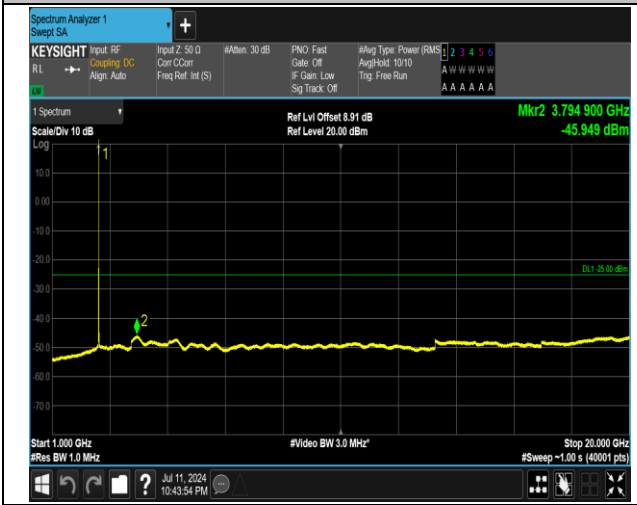 Spectrum Analyzer 1
Swept SA
+
KEYSIGHT
RL
Input: RF
Coupling: DC
Align: Auto
Input Z: 50 Ω
Corr CCorr
Freq Ref: Int (S)
#Atten: 30 dB
PNO: Fast
Gate: Off
IF Gain: Low
Sig Track: Off
#Avg Type: Power (RMS
Avg|Hold: 10/10
Trig: Free Run
1 2 3 4 5 6
A W W W W W
A A A A A A
1 Spectrum
Scale/Div 10 dB
Ref Lvl Offset 8.91 dB
Ref Level 20.00 dBm
Mkr2 3.794 900 GHz
-45.949 dBm
Log
1
10.0
0.00
-10.0
-20.0
DL1 -25.00 dBm
-30.0
-40.0
2
-50.0
-60.0
-70.0
Start 1.000 GHz
#Video BW 3.0 MHz*
Stop 20.000 GHz
#Res BW 1.0 MHz
#Sweep ~1.00 s (40001 pts)
?
Jul 11, 2024
10:43:54 PM